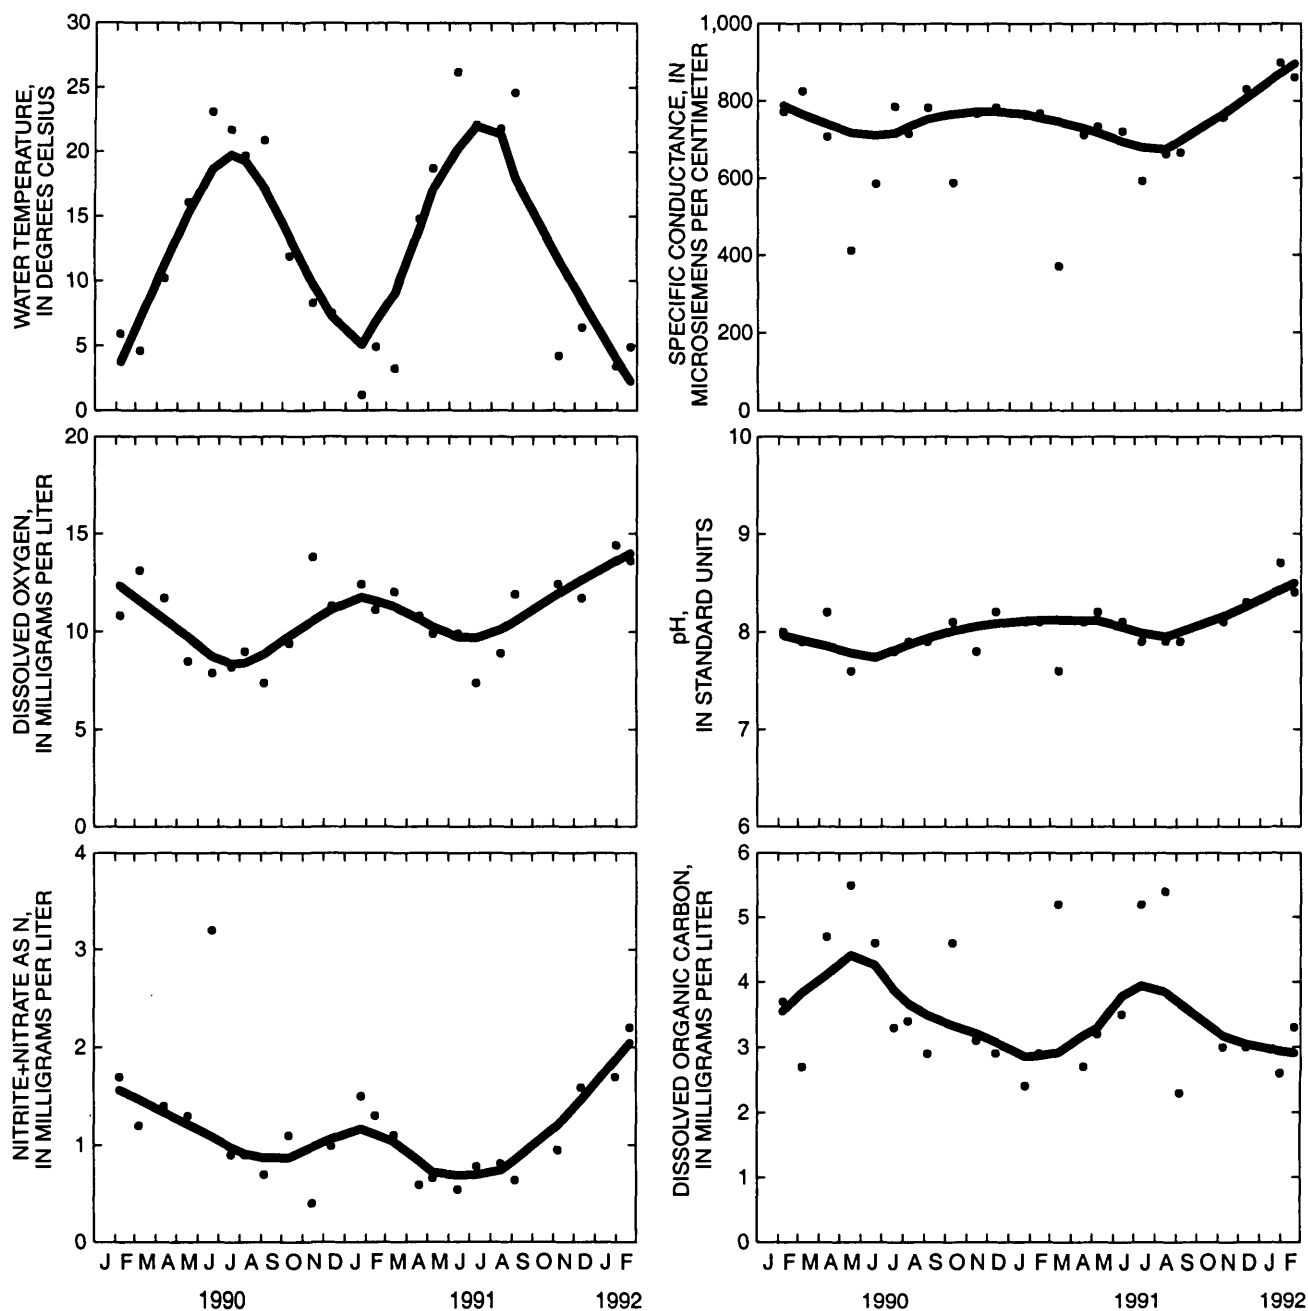 WATER TEMPERATURE,
IN DEGREES CELSIUS
30
25
20
15
10
5
0
SPECIFIC CONDUCTANCE, IN
MICROSIEMENS PER CENTIMETER
1,000
800
600
400
200
0
DISSOLVED OXYGEN,
IN MILLIGRAMS PER LITER
20
15
10
5
0
pH,
IN STANDARD UNITS
10
9
8
7
6
NITRITE+NITRATE AS N,
IN MILLIGRAMS PER LITER
4
3
2
1
0
J F M A M J J A S O N D J F M A M J J A S O N D J F
1990 1991 1992
DISSOLVED ORGANIC CARBON,
IN MILLIGRAMS PER LITER
6
5
4
3
2
1
0
J F M A M J J A S O N D J F M A M J J A S O N D J F
1990 1991 1992